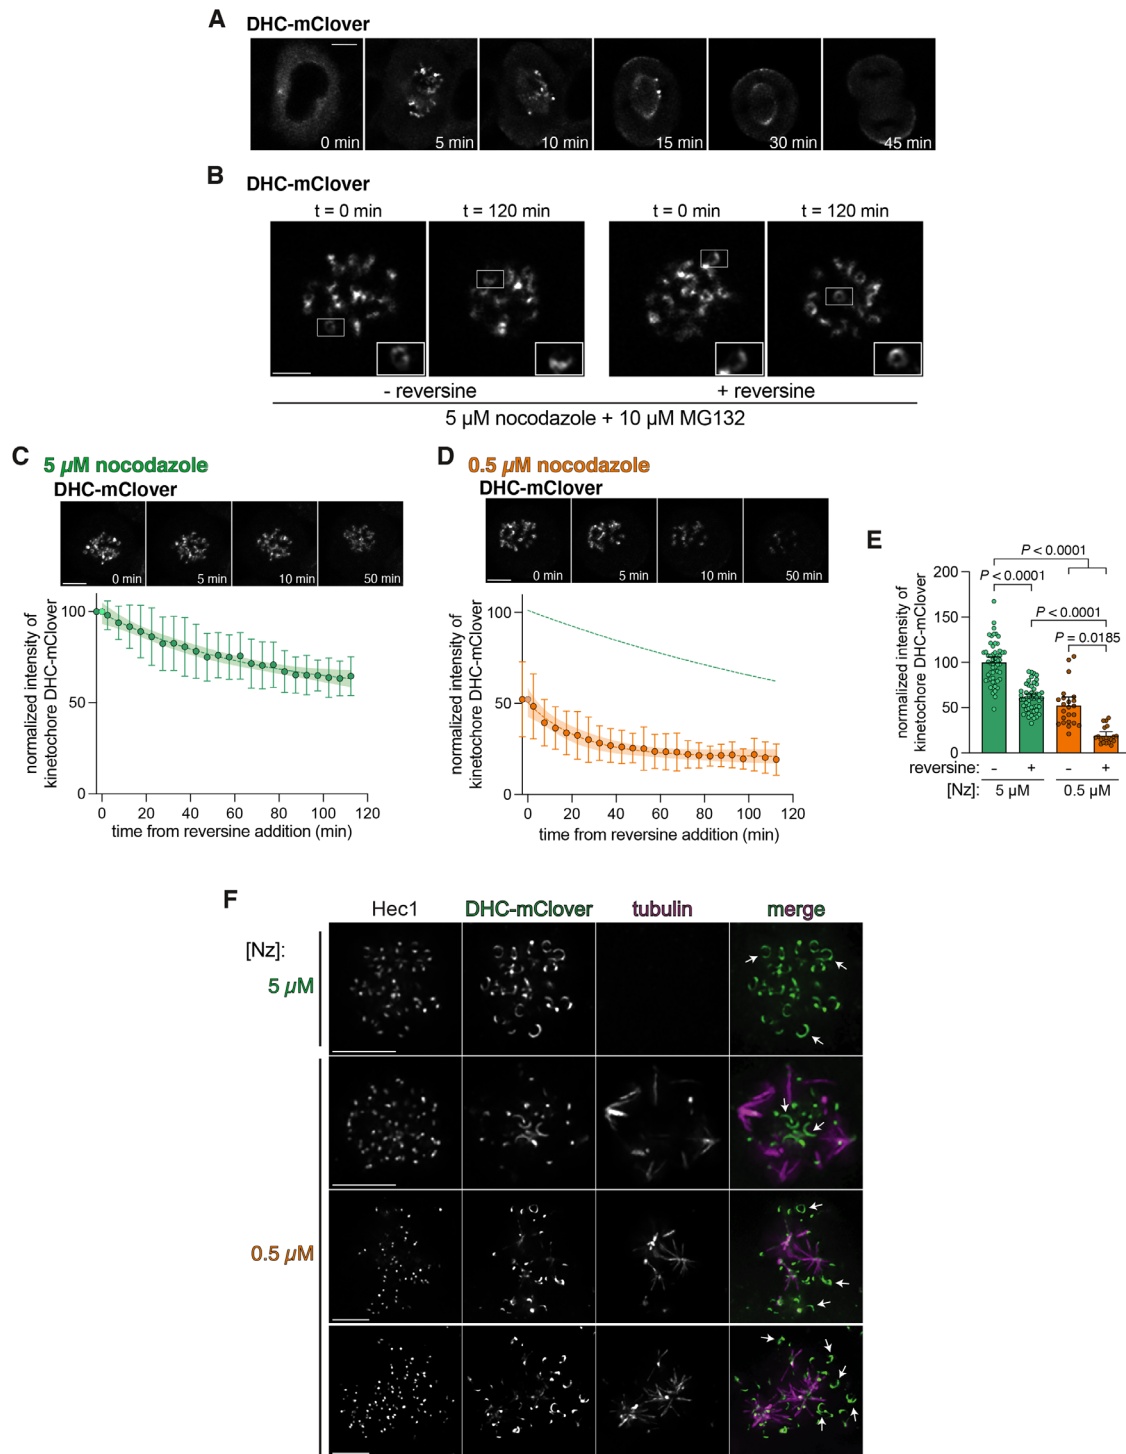 A
DHC-mClover
0 min
5 min
10 min
15 min
30 min
45 min
B
DHC-mClover
t = 0 min
t = 120 min
t = 0 min
t = 120 min
- reversine
+ reversine
5 µM nocodazole + 10 µM MG132
C
5 µM nocodazole
DHC-mClover
0 min
5 min
10 min
50 min
normalized intensity of
kinetochore DHC-mClover
100
50
0
0 20 40 60 80 100 120
time from reversine addition (min)
D
0.5 µM nocodazole
DHC-mClover
0 min
5 min
10 min
50 min
normalized intensity of
kinetochore DHC-mClover
100
50
0
0 20 40 60 80 100 120
time from reversine addition (min)
E
P < 0.0001
P < 0.0001
P < 0.0001
P = 0.0185
normalized intensity of
kinetochore DHC-mClover
200
150
100
50
0
reversine: - + - +
[Nz]: 5 µM 0.5 µM
F
Hec1 DHC-mClover tubulin merge
[Nz]:
5 µM
0.5 µM